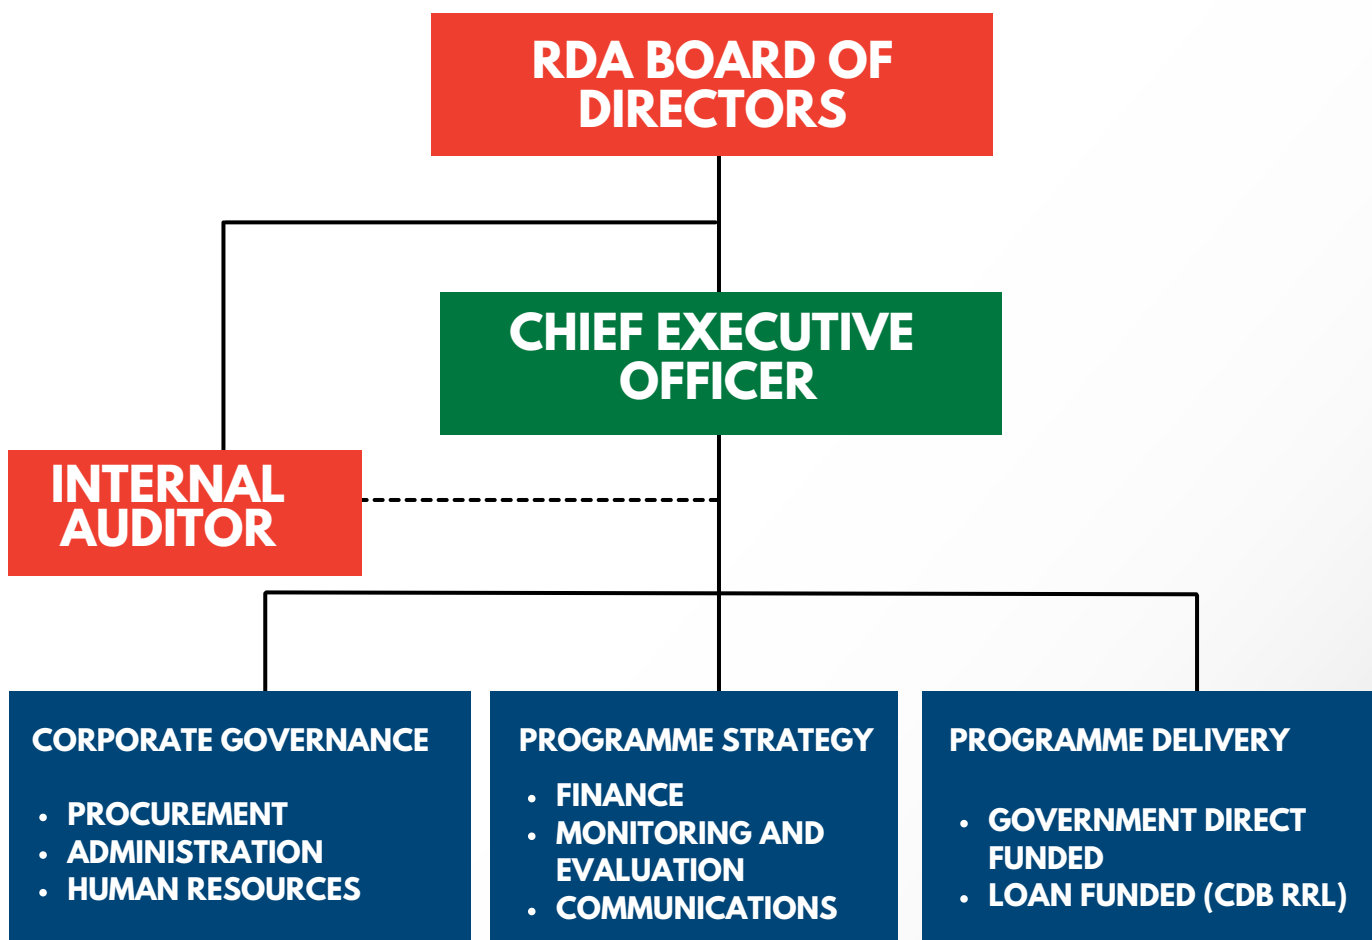 RDA BOARD OF
DIRECTORS
CHIEF EXECUTIVE
OFFICER
INTERNAL
AUDITOR
CORPORATE GOVERNANCE
• PROCUREMENT
• ADMINISTRATION
• HUMAN RESOURCES
PROGRAMME STRATEGY
• FINANCE
• MONITORING AND
EVALUATION
• COMMUNICATIONS
PROGRAMME DELIVERY
• GOVERNMENT DIRECT
FUNDED
• LOAN FUNDED (CDB RRL)